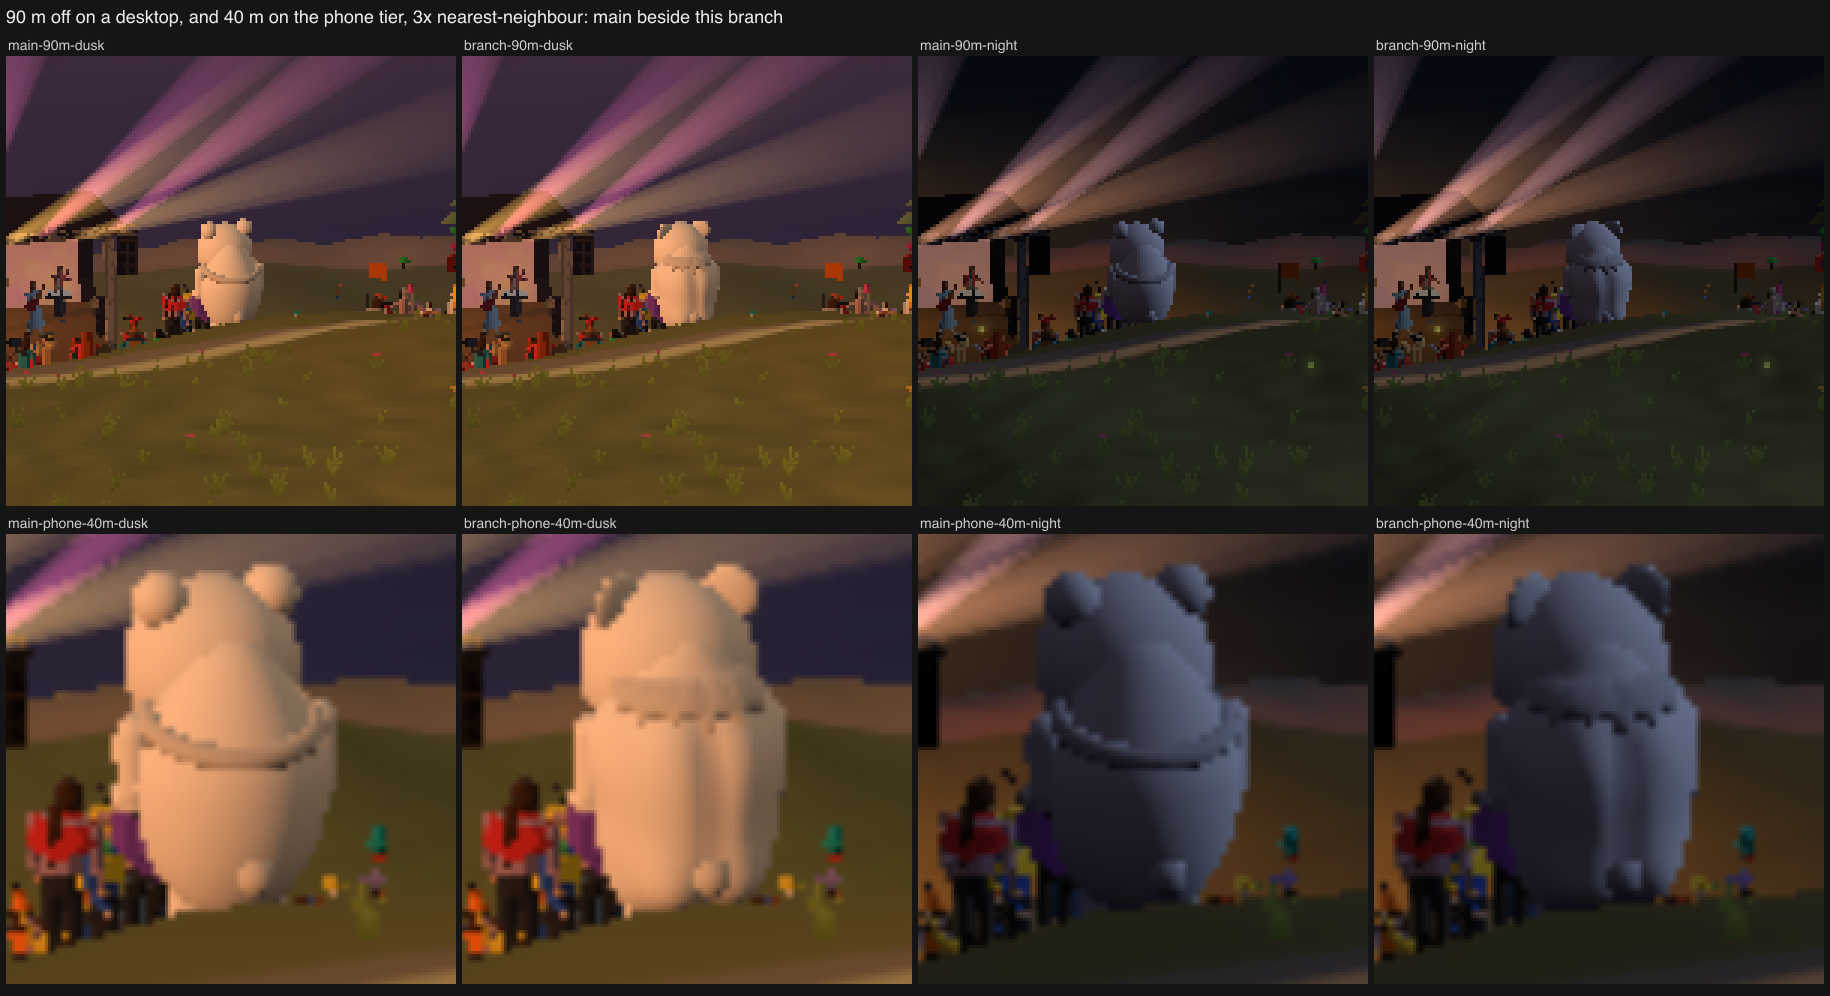 90 m off on a desktop, and 40 m on the phone tier, 3x nearest-neighbour: main beside this branch
main-90m-dusk
branch-90m-dusk
main-90m-night
branch-90m-night
main-phone-40m-dusk
branch-phone-40m-dusk
main-phone-40m-night
branch-phone-40m-night